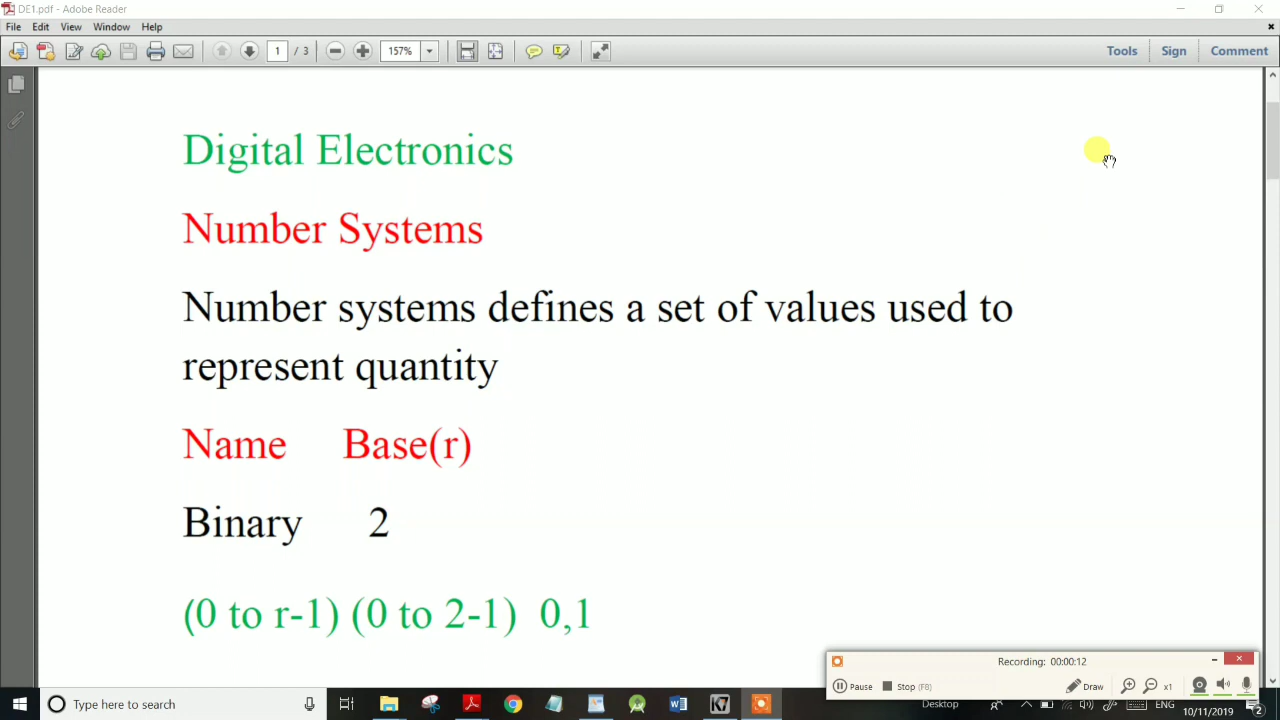 DE1.pdf - Adobe Reader
File Edit View Window Help
1 / 3 157% Tools Sign Comment
Digital Electronics
Number Systems
Number systems defines a set of values used to
represent quantity
Name Base(r)
Binary 2
(0 to r-1) (0 to 2-1) 0,1
Recording: 00:00:12
Pause Stop (F8) Draw x1
Type here to search
Desktop ENG
10/11/2019 2